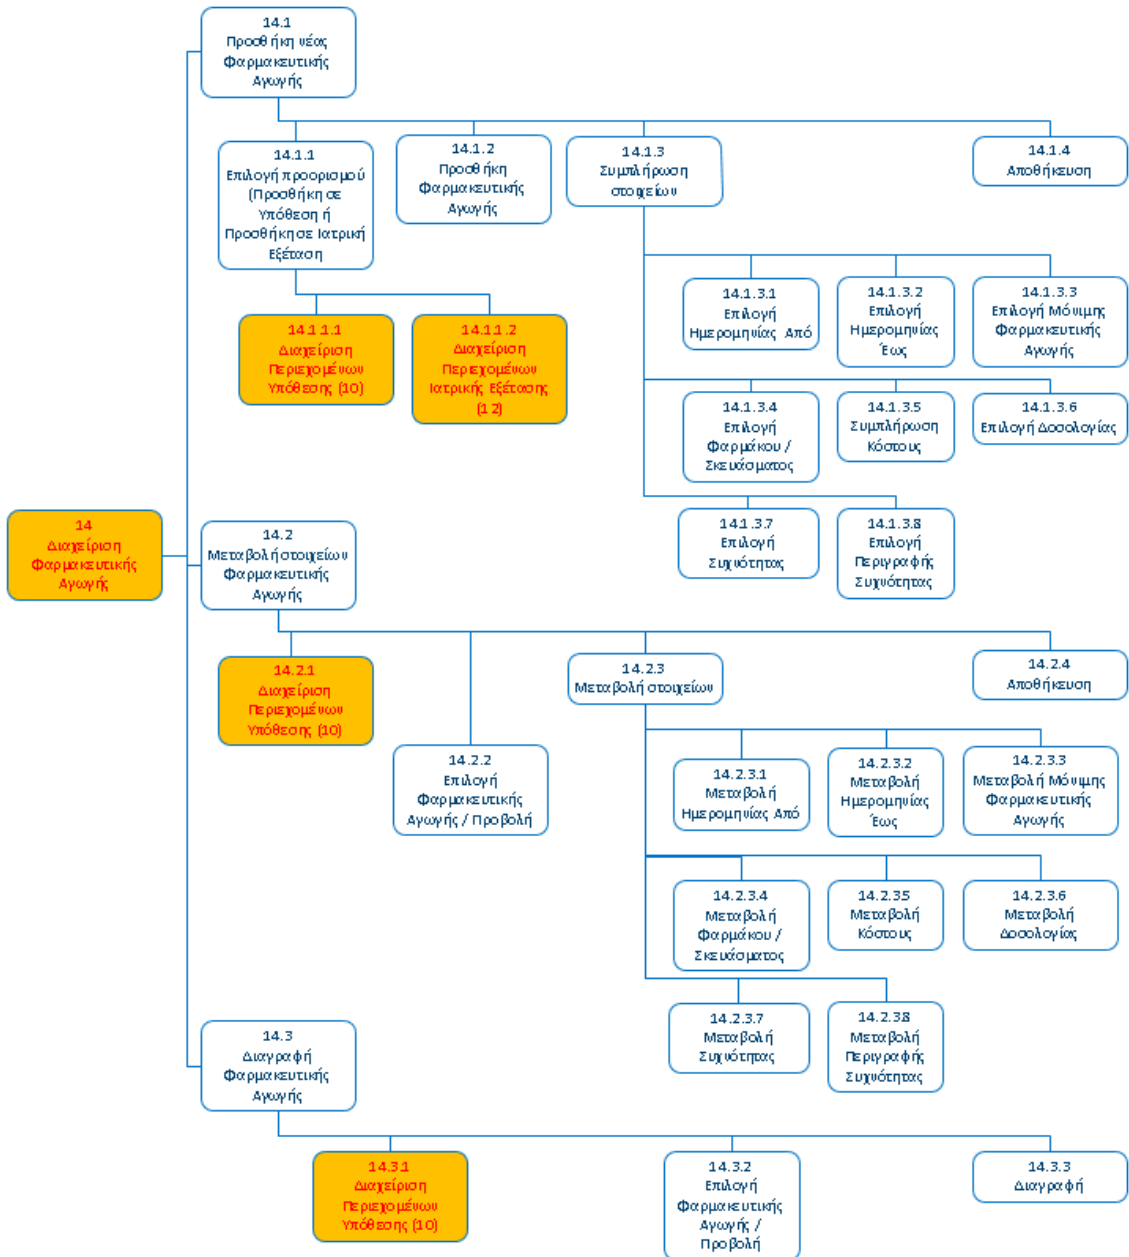 14.1
Προσθήκη νέας
Φαρμακευτικής
Αγωγής
14.1.1
Επιλογή προορισμού
(Προσθήκη σε
Υπόθεση ή
Προσθήκη σε Ιατρική
Εξέταση
14.1.2
Προσθήκη
Φαρμακευτικής
Αγωγής
14.1.3
Συμπλήρωση
στοιχείων
14.1.4
Αποθήκευση
14.1.1.1
Διαχείριση
Περιεχομένων
Υπόθεσης (10)
14.1.1.2
Διαχείριση
Περιεχομένων
Ιατρικής Εξέτασης
(12)
14.1.3.1
Επιλογή
Ημερομηνίας Από
14.1.3.2
Επιλογή
Ημερομηνίας
Έως
14.1.3.3
Επιλογή Μόνιμης
Φαρμακευτικής
Αγωγής
14.1.3.4
Επιλογή
Φαρμάκου /
Σκευάσματος
14.1.3.5
Συμπλήρωση
Κόστους
14.1.3.6
Επιλογή Δοσολογίας
14.1.3.7
Επιλογή
Συχνότητας
14.1.3.8
Επιλογή
Περιγραφής
Συχνότητας
14
Διαχείριση
Φαρμακευτικής
Αγωγής
14.2
Μεταβολή στοιχείων
Φαρμακευτικής
Αγωγής
14.2.1
Διαχείριση
Περιεχομένων
Υπόθεσης (10)
14.2.2
Επιλογή
Φαρμακευτικής
Αγωγής / Προβολή
14.2.3
Μεταβολή στοιχείων
14.2.4
Αποθήκευση
14.2.3.1
Μεταβολή
Ημερομηνίας Από
14.2.3.2
Μεταβολή
Ημερομηνίας
Έως
14.2.3.3
Μεταβολή Μόνιμης
Φαρμακευτικής
Αγωγής
14.2.3.4
Μεταβολή
Φαρμάκου /
Σκευάσματος
14.2.3.5
Μεταβολή
Κόστους
14.2.3.6
Μεταβολή
Δοσολογίας
14.2.3.7
Μεταβολή
Συχνότητας
14.2.3.8
Μεταβολή
Περιγραφής
Συχνότητας
14.3
Διαγραφή
Φαρμακευτικής
Αγωγής
14.3.1
Διαχείριση
Περιεχομένων
Υπόθεσης (10)
14.3.2
Επιλογή
Φαρμακευτικής
Αγωγής /
Προβολή
14.3.3
Διαγραφή